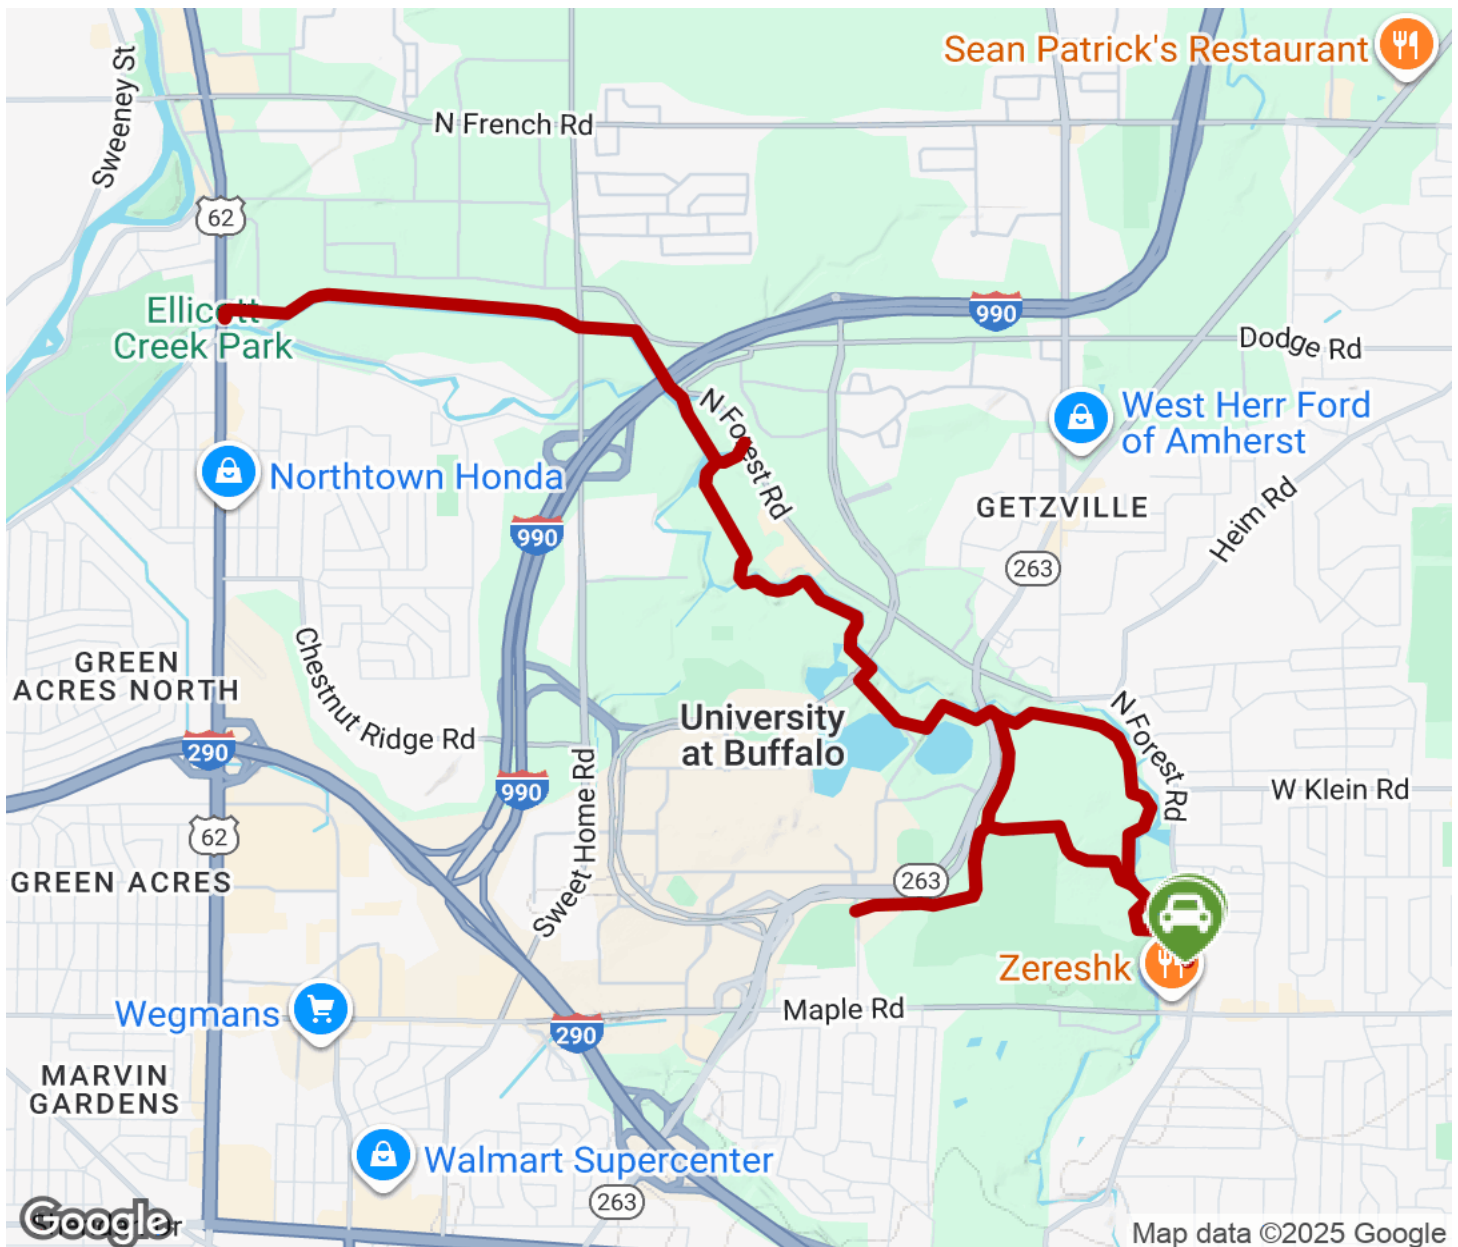 Sean Patrick's Restaurant
Sweeney St
N French Rd
62
Ellicott
Creek Park
990
Dodge Rd
N Forest Rd
West Herr Ford
of Amherst
Northtown Honda
GETZVILLE
Heim Rd
990
263
Chestnut Ridge Rd
GREEN
ACRES NORTH
University
at Buffalo
N Forest Rd
290
990
Sweet Home Rd
W Klein Rd
62
GREEN ACRES
263
Zereshk
Wegmans
Maple Rd
290
MARVIN
GARDENS
Walmart Supercenter
263
Google
Map data ©2025 Google